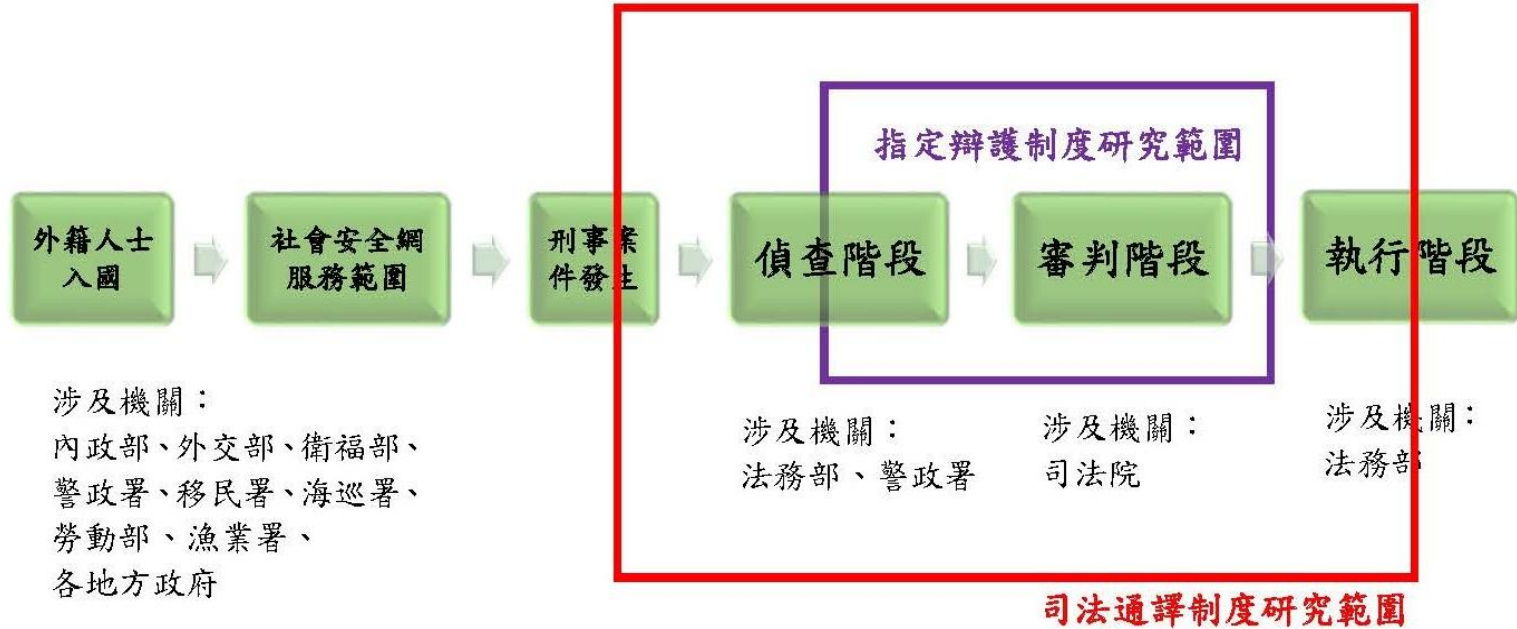 指定辯護制度研究範圍
外籍人士
入國
社會安全網
服務範圍
刑事案
件發生
偵查階段
審判階段
執行階段
涉及機關：
內政部、外交部、衛福部、
警政署、移民署、海巡署、
勞動部、漁業署、
各地方政府
涉及機關：
法務部、警政署
涉及機關：
司法院
涉及機關：
法務部
司法通譯制度研究範圍